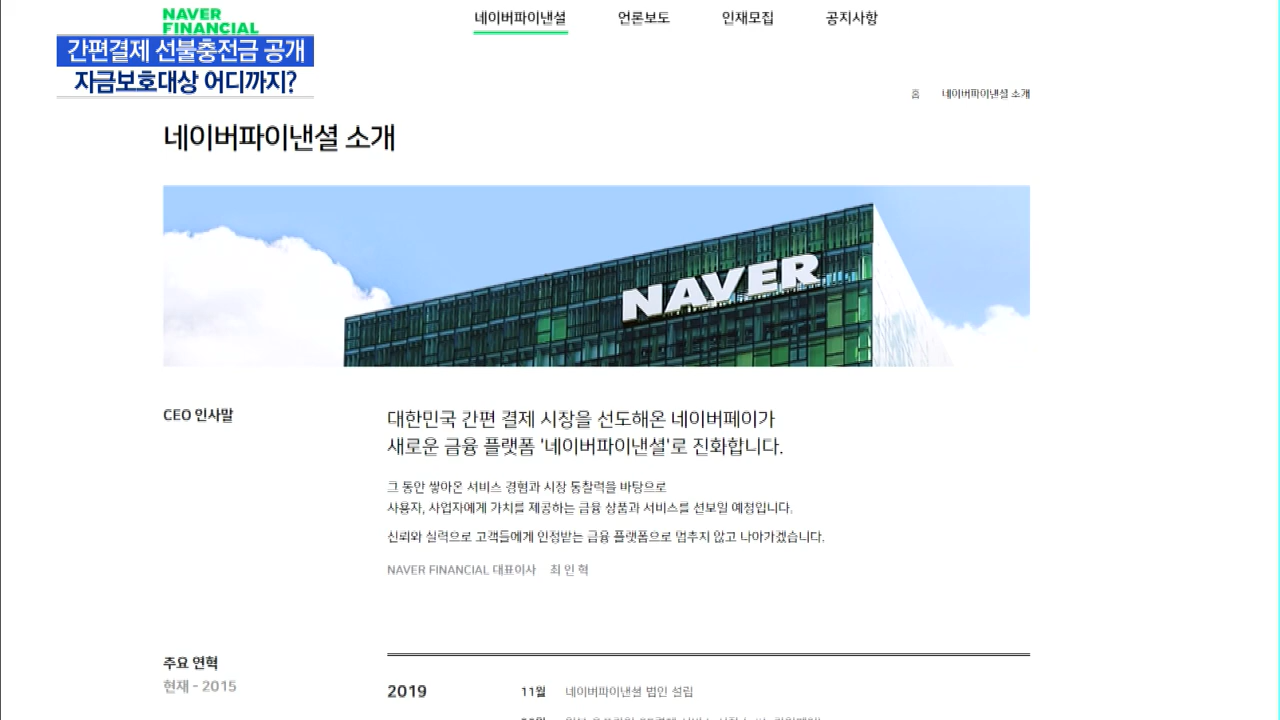 NAVER
FINANCIAL
네이버파이낸셜
언론보도
인재모집
공지사항
간편결제 선불충전금 공개
자금보호대상 어디까지?
홈
네이버파이낸셜 소개
네이버파이낸셜 소개
NAVER
CEO 인사말
대한민국 간편 결제 시장을 선도해온 네이버페이가
새로운 금융 플랫폼 '네이버파이낸셜'로 진화합니다.
그 동안 쌓아온 서비스 경험과 시장 통찰력을 바탕으로
사용자, 사업자에게 가치를 제공하는 금융 상품과 서비스를 선보일 예정입니다.
신뢰와 실력으로 고객들에게 인정받는 금융 플랫폼으로 멈추지 않고 나아가겠습니다.
NAVER FINANCIAL 대표이사 최 인 혁
주요 연혁
현재 - 2015
2019
11월
네이버파이낸셜 법인 설립